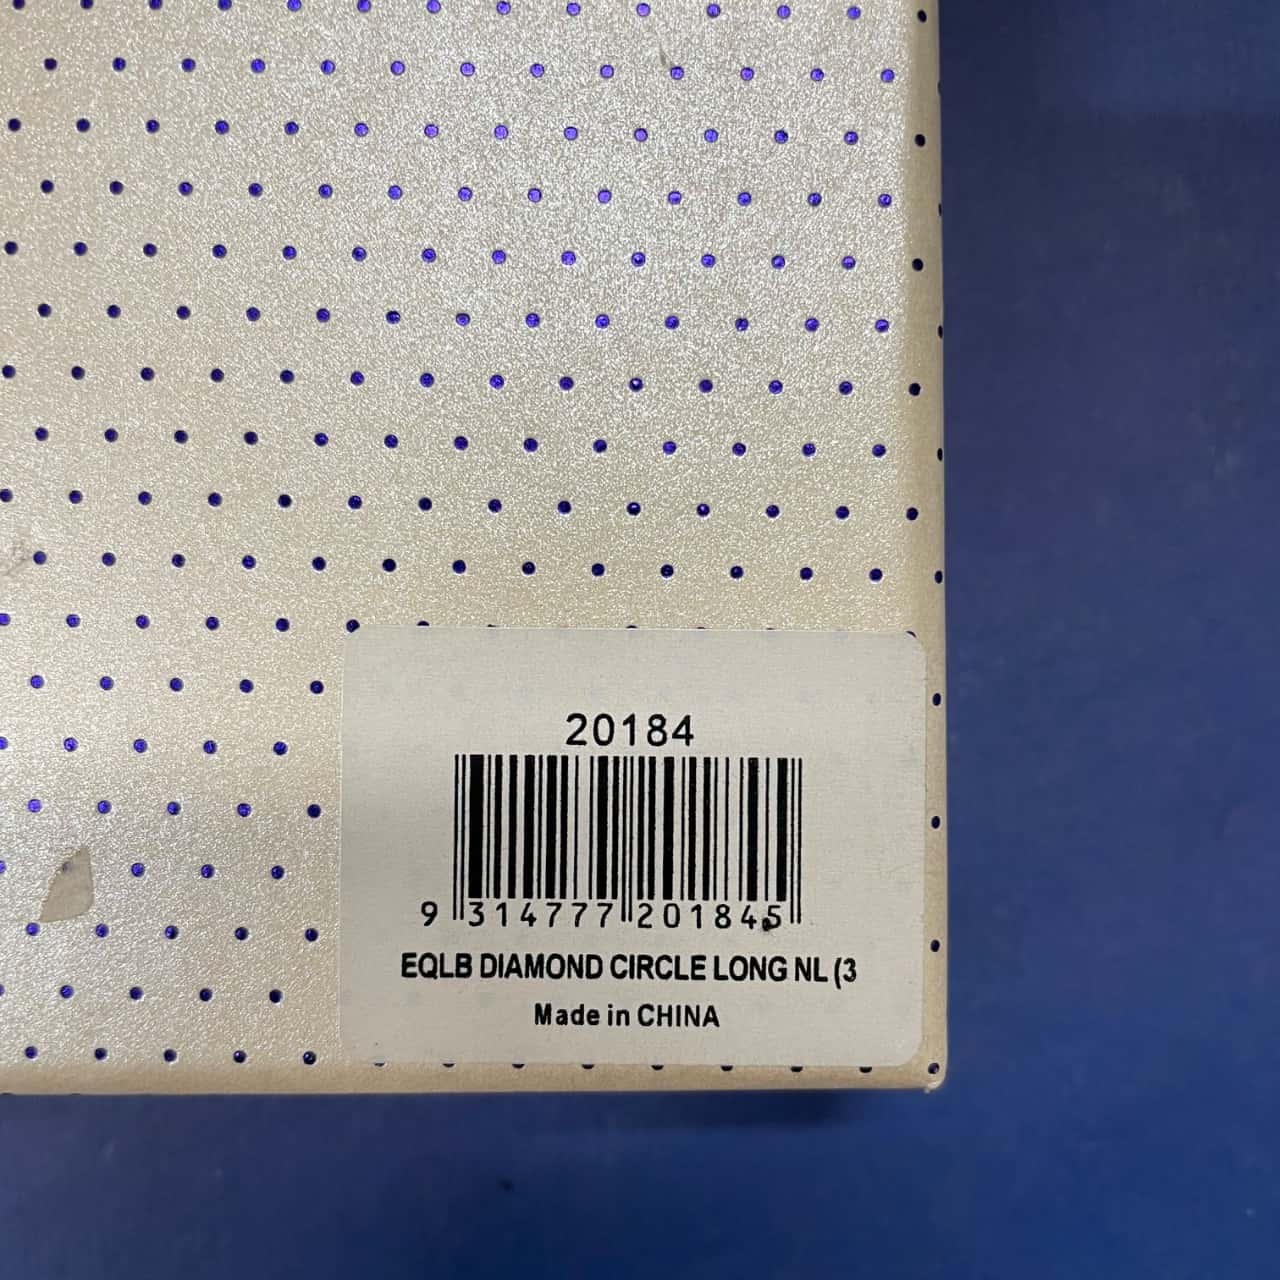 20184
9 314777 201845
EQLB DIAMOND CIRCLE LONG NL (3
Made in CHINA